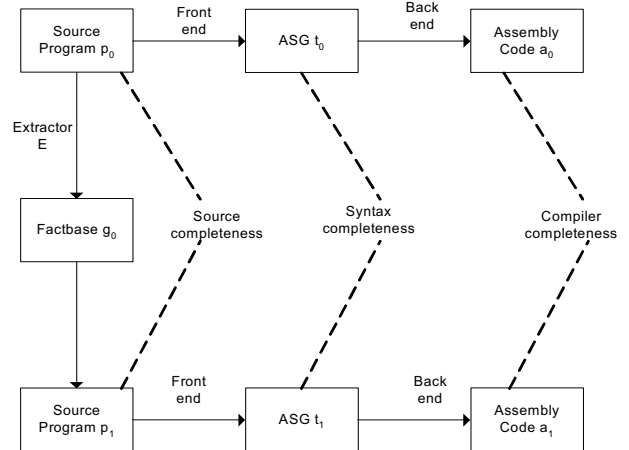 Front
end
Back
end
Source
Program p0
ASG t0
Assembly
Code a0
Extractor
E
Factbase g0
Source
completeness
Syntax
completeness
Compiler
completeness
Front
end
Back
end
Source
Program p1
ASG t1
Assembly
Code a1